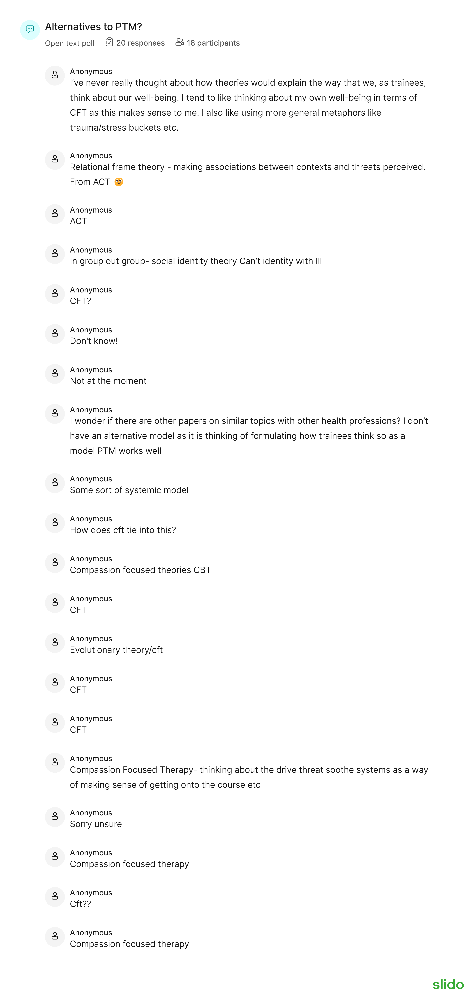 Alternatives to PTM?
Open text poll 20 responses 18 participants
Anonymous
I’ve never really thought about how theories would explain the way that we, as trainees,
think about our well-being. I tend to like thinking about my own well-being in terms of
CFT as this makes sense to me. I also like using more general metaphors like
trauma/stress buckets etc.
Anonymous
Relational frame theory - making associations between contexts and threats perceived.
From ACT 🙂
Anonymous
ACT
Anonymous
In group out group- social identity theory Can’t identity with Ill
Anonymous
CFT?
Anonymous
Don't know!
Anonymous
Not at the moment
Anonymous
I wonder if there are other papers on similar topics with other health professions? I don’t
have an alternative model as it is thinking of formulating how trainees think so as a
model PTM works well
Anonymous
Some sort of systemic model
Anonymous
How does cft tie into this?
Anonymous
Compassion focused theories CBT
Anonymous
CFT
Anonymous
Evolutionary theory/cft
Anonymous
CFT
Anonymous
CFT
Anonymous
Compassion Focused Therapy- thinking about the drive threat soothe systems as a way
of making sense of getting onto the course etc
Anonymous
Sorry unsure
Anonymous
Compassion focused therapy
Anonymous
Cft??
Anonymous
Compassion focused therapy
slido